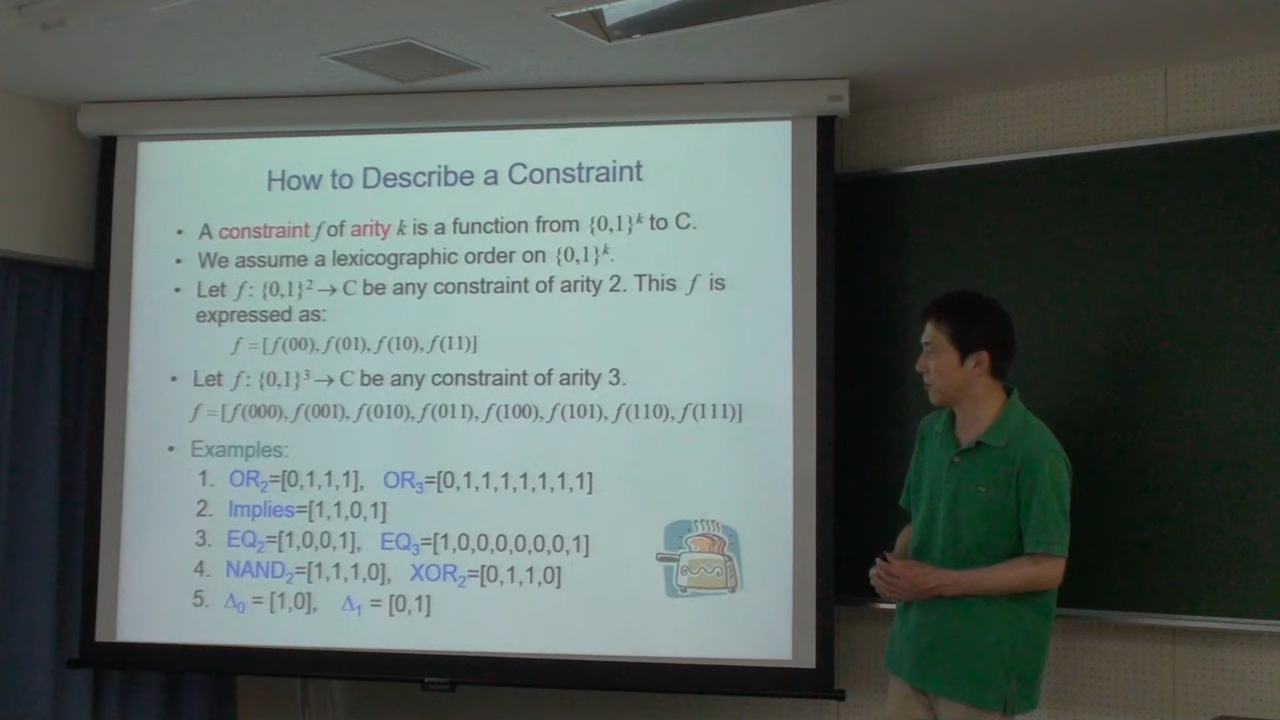 How to Describe a Constraint
• A constraint f of arity k is a function from {0,1}ᵏ to C.
• We assume a lexicographic order on {0,1}ᵏ.
• Let f : {0,1}² → C be any constraint of arity 2. This f is
expressed as:
f = [f(00), f(01), f(10), f(11)]
• Let f : {0,1}³ → C be any constraint of arity 3.
f = [f(000), f(001), f(010), f(011), f(100), f(101), f(110), f(111)]
• Examples:
1. OR₂=[0,1,1,1], OR₃=[0,1,1,1,1,1,1,1]
2. Implies=[1,1,0,1]
3. EQ₂=[1,0,0,1], EQ₃=[1,0,0,0,0,0,0,1]
4. NAND₂=[1,1,1,0], XOR₂=[0,1,1,0]
5. Δ₀ = [1,0], Δ₁ = [0,1]